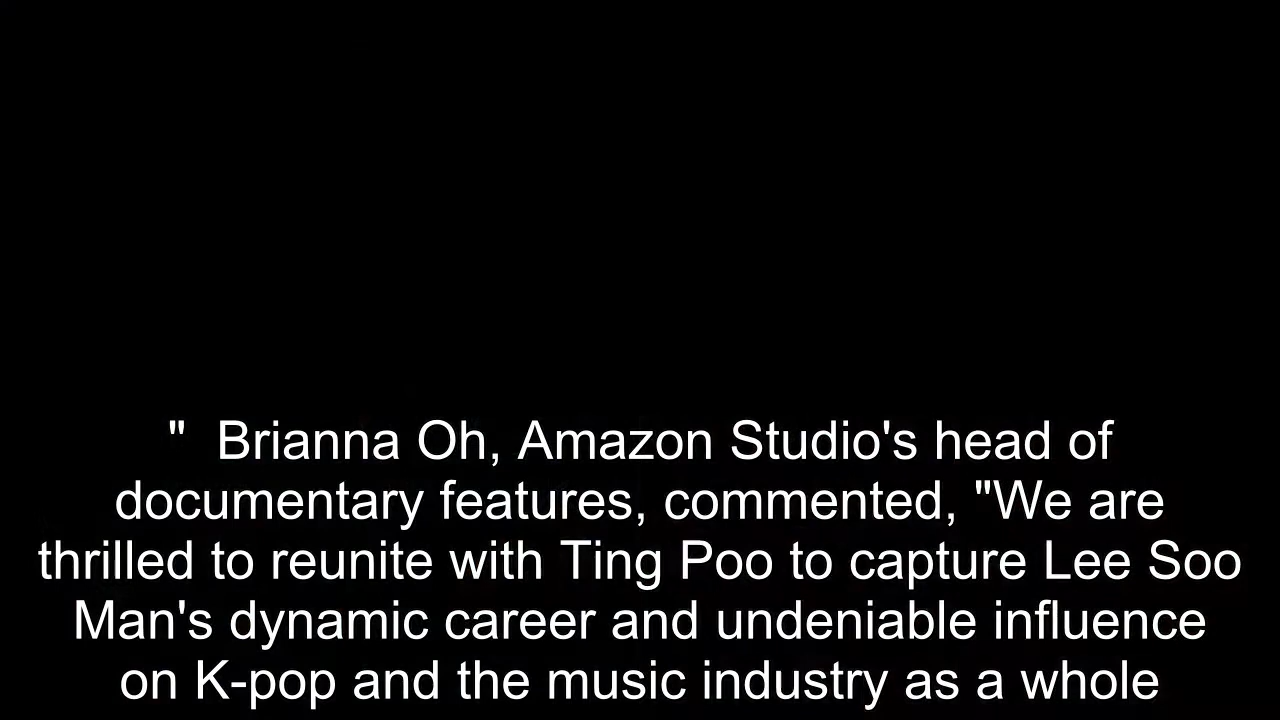 "  Brianna Oh, Amazon Studio's head of
documentary features, commented, "We are
thrilled to reunite with Ting Poo to capture Lee Soo
Man's dynamic career and undeniable influence
on K-pop and the music industry as a whole